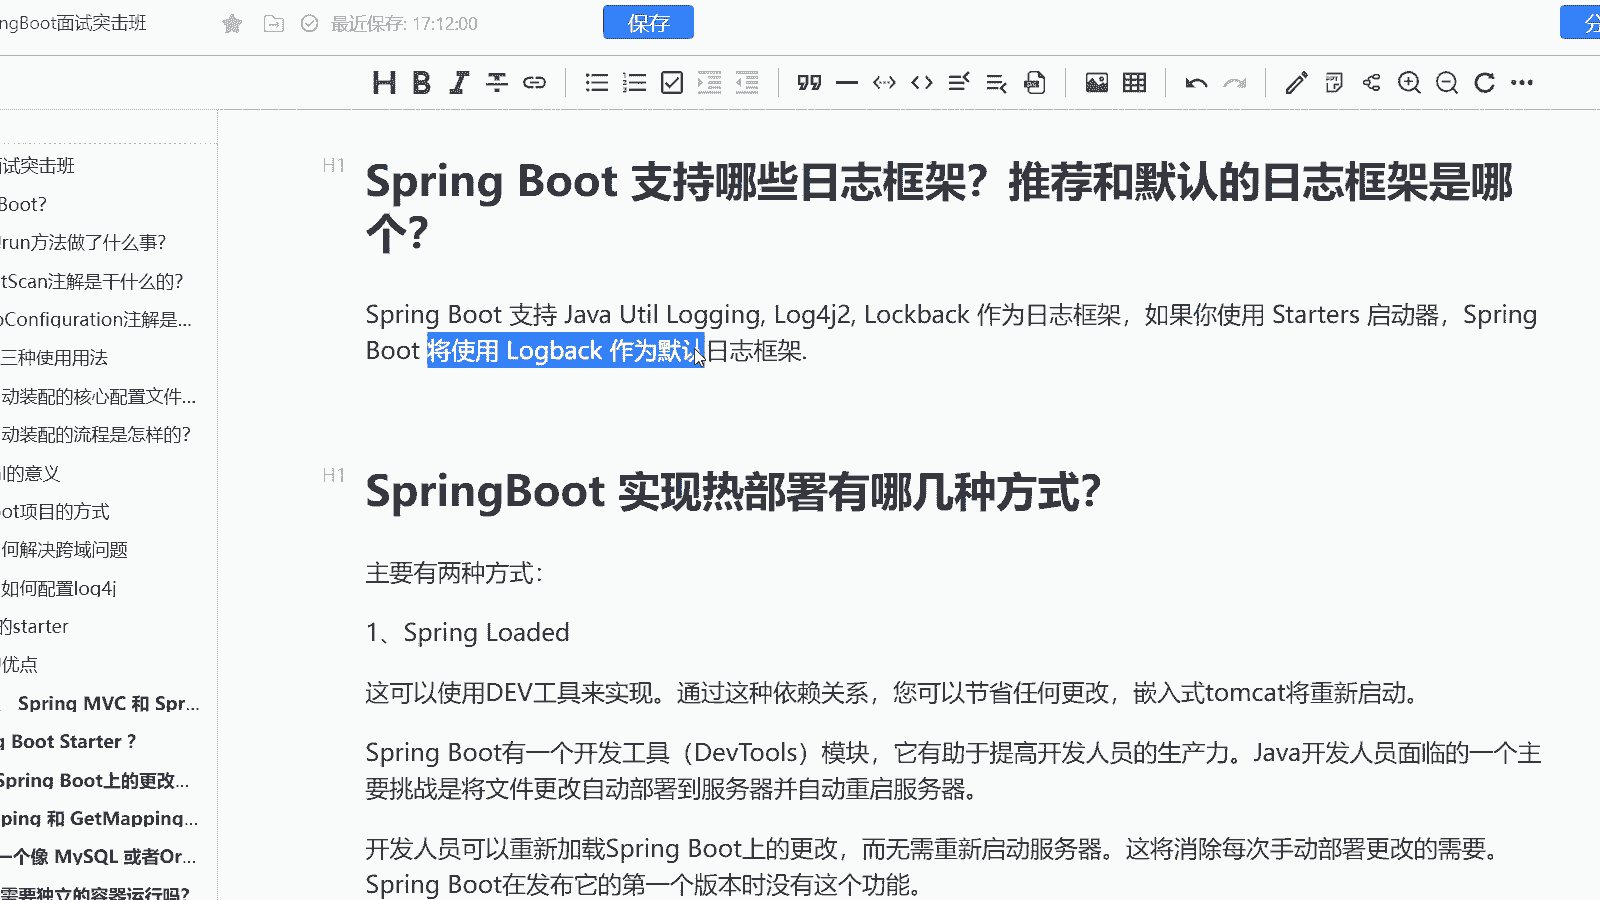 ngBoot面试突击班
最近保存: 17:12:00
保存
分
面试突击班
Boot?
run方法做了什么事?
tScan注解是干什么的?
oConfiguration注解是...
三种使用用法
动装配的核心配置文件...
动装配的流程是怎样的?
的意义
ot项目的方式
何解决跨域问题
如何配置log4j
的starter
优点
Spring MVC 和 Spr...
g Boot Starter ?
Spring Boot上的更改...
ping 和 GetMapping...
一个像 MySQL 或者Or...
需要独立的容器运行吗?
H1
Spring Boot 支持哪些日志框架？推荐和默认的日志框架是哪
个?
Spring Boot 支持 Java Util Logging, Log4j2, Lockback 作为日志框架，如果你使用 Starters 启动器，Spring
Boot 将使用 Logback 作为默认日志框架.
H1
SpringBoot 实现热部署有哪几种方式?
主要有两种方式：
1、Spring Loaded
这可以使用DEV工具来实现。通过这种依赖关系，您可以节省任何更改，嵌入式tomcat将重新启动。
Spring Boot有一个开发工具（DevTools）模块，它有助于提高开发人员的生产力。Java开发人员面临的一个主
要挑战是将文件更改自动部署到服务器并自动重启服务器。
开发人员可以重新加载Spring Boot上的更改，而无需重新启动服务器。这将消除每次手动部署更改的需要。
Spring Boot在发布它的第一个版本时没有这个功能。